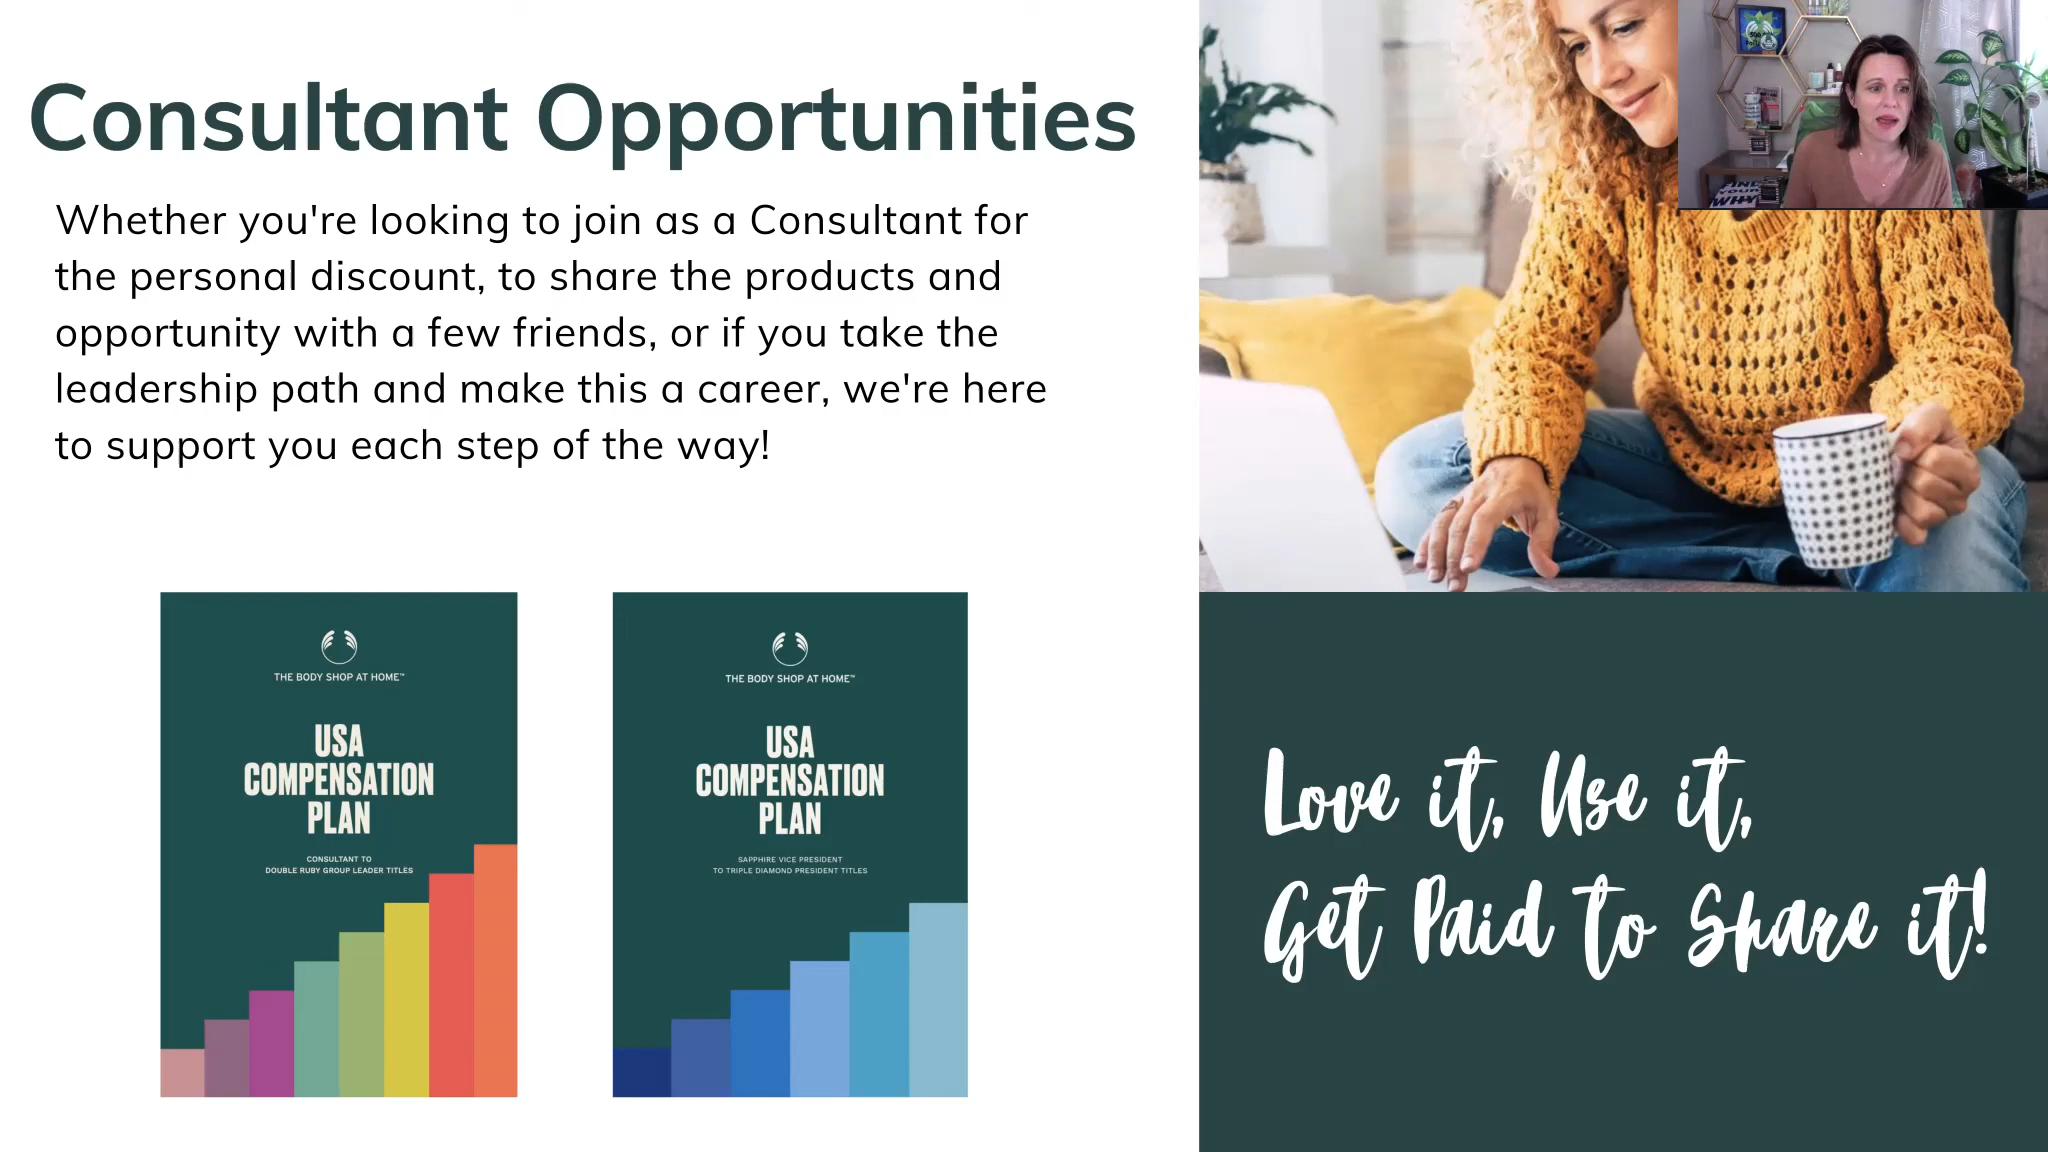 Consultant Opportunities
Whether you're looking to join as a Consultant for
the personal discount, to share the products and
opportunity with a few friends, or if you take the
leadership path and make this a career, we're here
to support you each step of the way!
THE BODY SHOP AT HOME™
USA
COMPENSATION
PLAN
CONSULTANT TO
DOUBLE RUBY GROUP LEADER TITLES
THE BODY SHOP AT HOME™
USA
COMPENSATION
PLAN
SAPPHIRE VICE PRESIDENT
TO TRIPLE DIAMOND PRESIDENT TITLES
FIND
YOUR
WHY
Love it, Use it,
Get Paid to Share it!